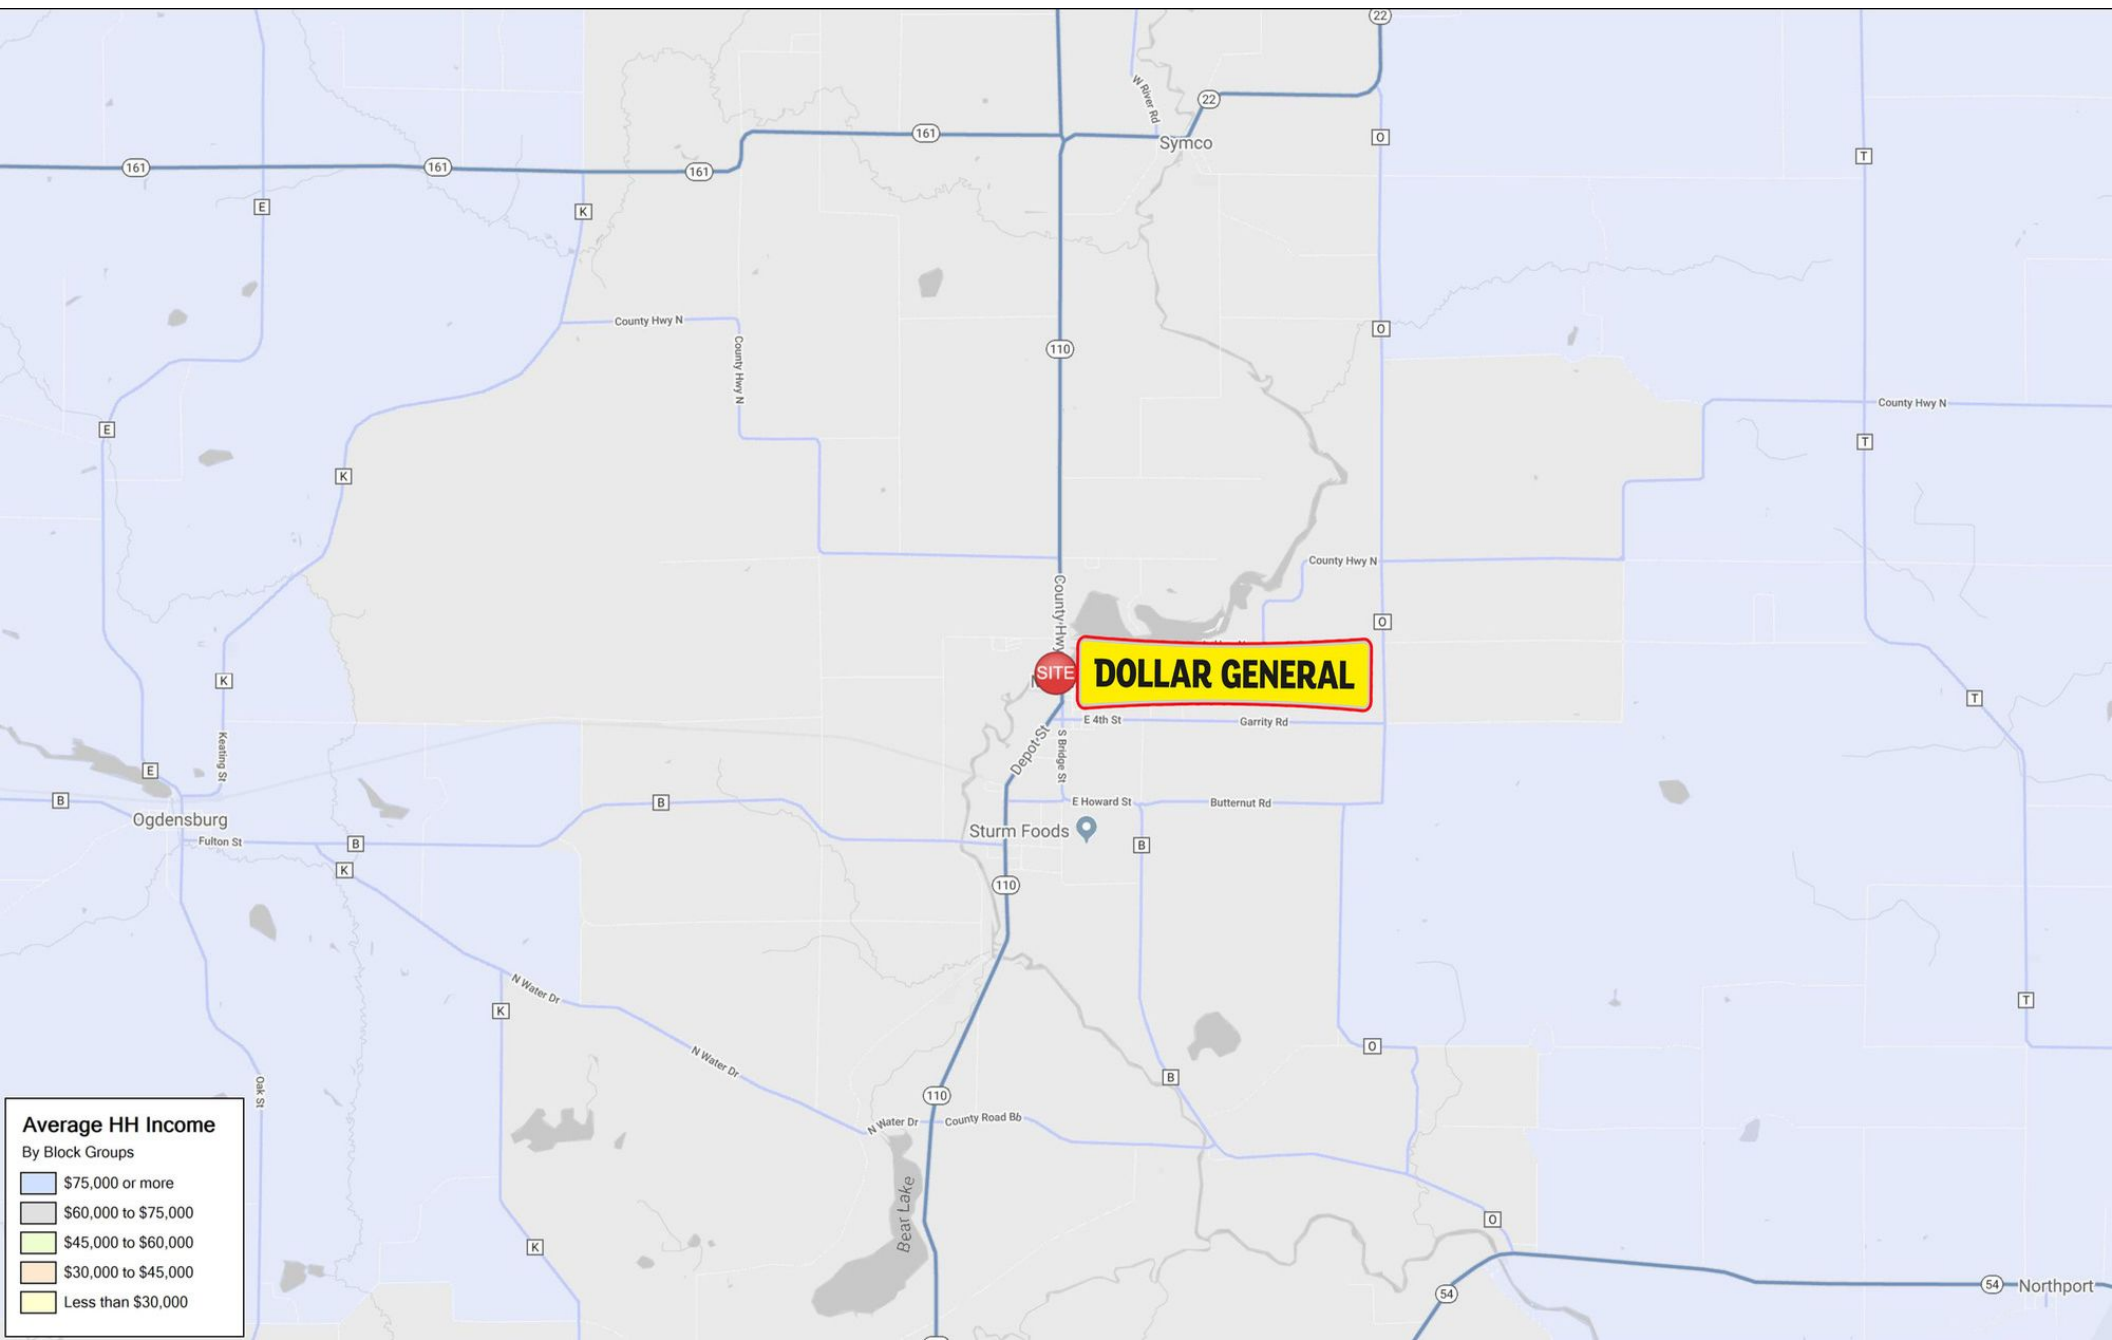 22
W River Rd
22
161
Symco
O
161
161
161
T
E
K
County Hwy N
O
110
County Hwy N
County Hwy N
E
T
K
County Hwy N
County Hwy
O
SITE
DOLLAR GENERAL
K
T
E 4th St
Garrity Rd
Depot St
S Bridge St
Keating St
E
B
B
E Howard St
Butternut Rd
Ogdensburg
Sturm Foods
Fulton St
B
B
K
110
N Water Dr
K
T
O
N Water Dr
B
Oak St
110
N Water Dr
County Road Bb
Bear Lake
O
K
54
Northport
54
Average HH Income
By Block Groups
$75,000 or more
$60,000 to $75,000
$45,000 to $60,000
$30,000 to $45,000
Less than $30,000